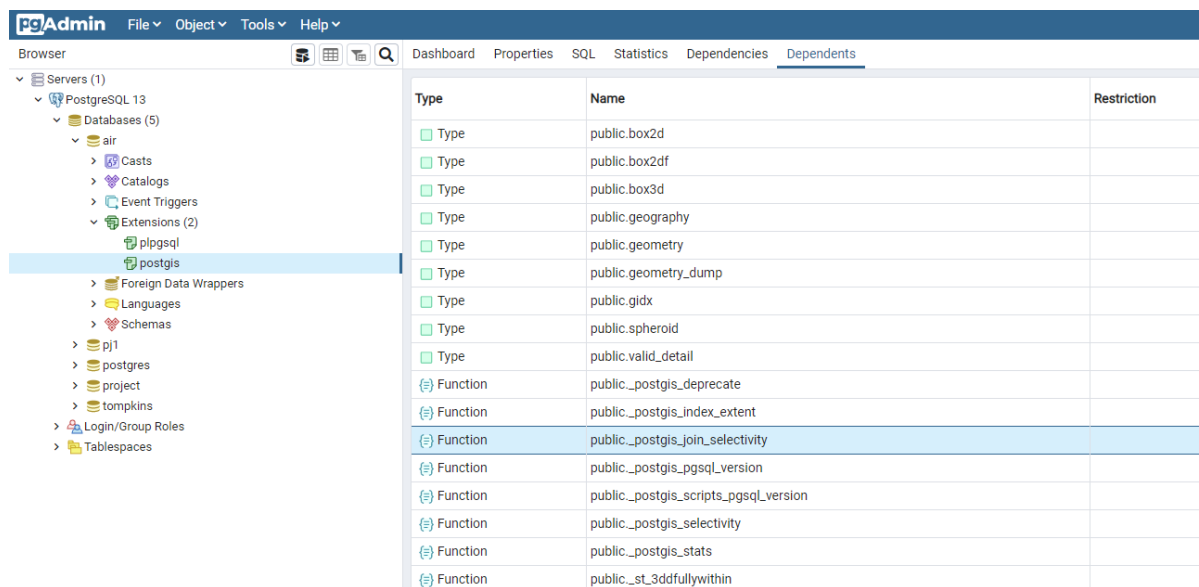 pgAdmin File Object Tools Help
Browser
Dashboard Properties SQL Statistics Dependencies Dependents
Servers (1)
PostgreSQL 13
Databases (5)
air
Casts
Catalogs
Event Triggers
Extensions (2)
plpgsql
postgis
Foreign Data Wrappers
Languages
Schemas
pj1
postgres
project
tompkins
Login/Group Roles
Tablespaces
Type Name Restriction
Type public.box2d
Type public.box2df
Type public.box3d
Type public.geography
Type public.geometry
Type public.geometry_dump
Type public.gidx
Type public.spheroid
Type public.valid_detail
Function public._postgis_deprecate
Function public._postgis_index_extent
Function public._postgis_join_selectivity
Function public._postgis_pgsql_version
Function public._postgis_scripts_pgsql_version
Function public._postgis_selectivity
Function public._postgis_stats
Function public._st_3ddfullywithin